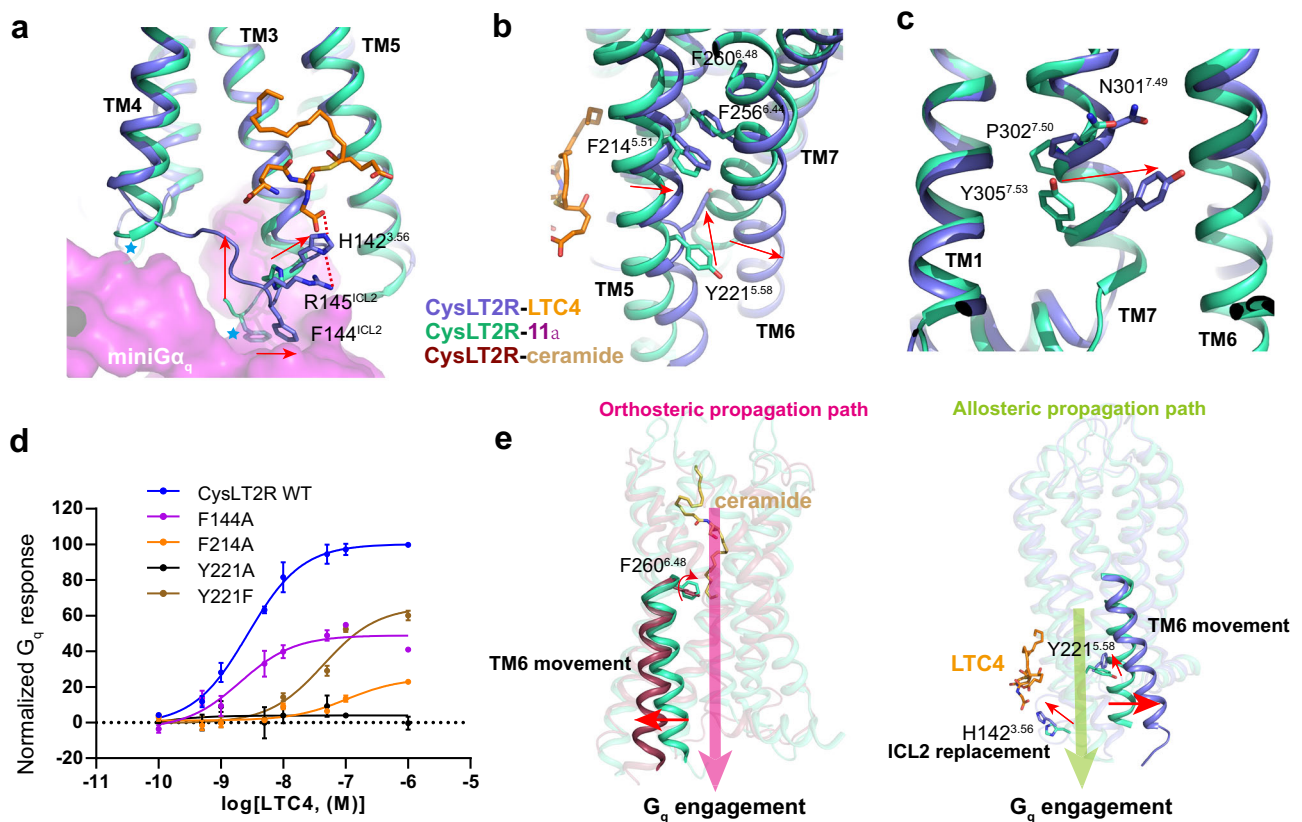 a
TM3
TM5
TM4
H142^3.56
R145^ICL2
F144^ICL2
miniGα_q
b
F260^6.48
F256^6.44
F214^5.51
TM7
TM5
Y221^5.58
TM6
CysLT2R-LTC4
CysLT2R-11a
CysLT2R-ceramide
c
N301^7.49
P302^7.50
Y305^7.53
TM1
TM7
TM6
d
CysLT2R WT
F144A
F214A
Y221A
Y221F
Normalized G_q response
120
100
80
60
40
20
0
-20
-11 -10 -9 -8 -7 -6 -5
log[LTC4, (M)]
e
Orthosteric propagation path
ceramide
F260^6.48
TM6 movement
G_q engagement
Allosteric propagation path
TM6 movement
Y221^5.58
LTC4
H142^3.56
ICL2 replacement
G_q engagement